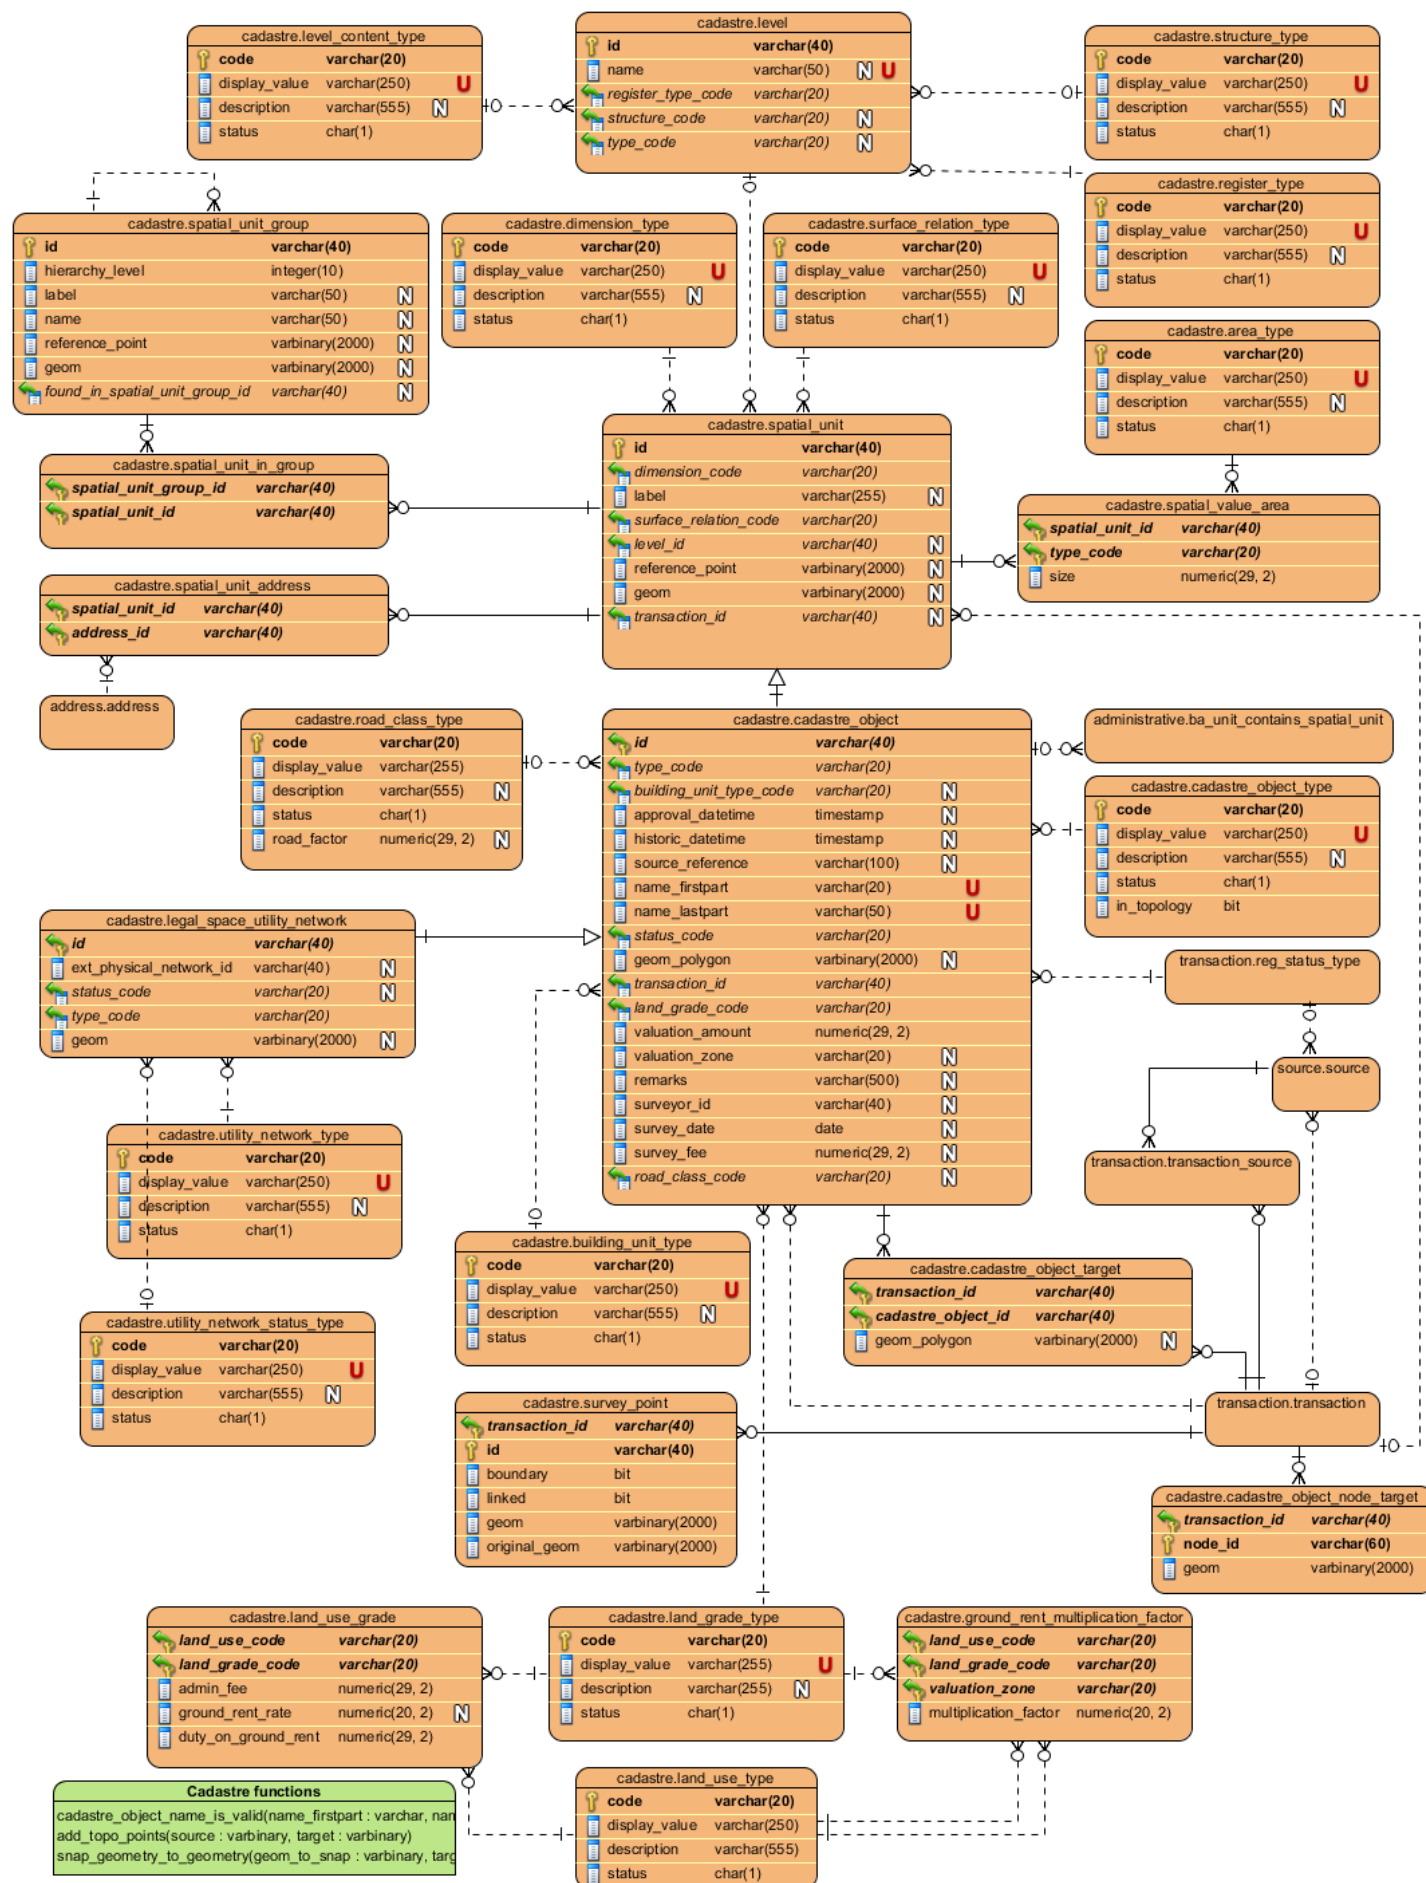 cadastre.level
id varchar(40)
name varchar(50) N U
register_type_code varchar(20)
structure_code varchar(20) N
type_code varchar(20) N
cadastre.level_content_type
code varchar(20)
display_value varchar(250) U
description varchar(555) N
status char(1)
cadastre.structure_type
code varchar(20)
display_value varchar(250) U
description varchar(555) N
status char(1)
cadastre.register_type
code varchar(20)
display_value varchar(250) U
description varchar(555) N
status char(1)
cadastre.spatial_unit_group
id varchar(40)
hierarchy_level integer(10)
label varchar(50) N
name varchar(50) N
reference_point varbinary(2000) N
geom varbinary(2000) N
found_in_spatial_unit_group_id varchar(40) N
cadastre.dimension_type
code varchar(20)
display_value varchar(250) U
description varchar(555) N
status char(1)
cadastre.surface_relation_type
code varchar(20)
display_value varchar(250) U
description varchar(555) N
status char(1)
cadastre.area_type
code varchar(20)
display_value varchar(250) U
description varchar(555) N
status char(1)
cadastre.spatial_unit
id varchar(40)
dimension_code varchar(20)
label varchar(255) N
surface_relation_code varchar(20)
level_id varchar(40) N
reference_point varbinary(2000) N
geom varbinary(2000) N
transaction_id varchar(40) N
cadastre.spatial_unit_in_group
spatial_unit_group_id varchar(40)
spatial_unit_id varchar(40)
cadastre.spatial_value_area
spatial_unit_id varchar(40)
type_code varchar(20)
size numeric(29, 2)
cadastre.spatial_unit_address
spatial_unit_id varchar(40)
address_id varchar(40)
address.address
cadastre.road_class_type
code varchar(20)
display_value varchar(255)
description varchar(555) N
status char(1)
road_factor numeric(29, 2) N
cadastre.cadastre_object
id varchar(40)
type_code varchar(20)
building_unit_type_code varchar(20) N
approval_datetime timestamp N
historic_datetime timestamp N
source_reference varchar(100) N
name_firstpart varchar(20) U
name_lastpart varchar(50) U
status_code varchar(20)
geom_polygon varbinary(2000) N
transaction_id varchar(40)
land_grade_code varchar(20)
valuation_amount numeric(29, 2)
valuation_zone varchar(20) N
remarks varchar(500) N
surveyor_id varchar(40) N
survey_date date N
survey_fee numeric(29, 2) N
road_class_code varchar(20) N
administrative.ba_unit_contains_spatial_unit
cadastre.cadastre_object_type
code varchar(20)
display_value varchar(250) U
description varchar(555) N
status char(1)
in_topology bit
cadastre.legal_space_utility_network
id varchar(40)
ext_physical_network_id varchar(40) N
status_code varchar(20) N
type_code varchar(20)
geom varbinary(2000) N
transaction.reg_status_type
source.source
transaction.transaction_source
cadastre.utility_network_type
code varchar(20)
display_value varchar(250) U
description varchar(555) N
status char(1)
cadastre.building_unit_type
code varchar(20)
display_value varchar(250) U
description varchar(555) N
status char(1)
cadastre.cadastre_object_target
transaction_id varchar(40)
cadastre_object_id varchar(40)
geom_polygon varbinary(2000) N
cadastre.utility_network_status_type
code varchar(20)
display_value varchar(250) U
description varchar(555) N
status char(1)
cadastre.survey_point
transaction_id varchar(40)
id varchar(40)
boundary bit
linked bit
geom varbinary(2000)
original_geom varbinary(2000)
transaction.transaction
cadastre.cadastre_object_node_target
transaction_id varchar(40)
node_id varchar(60)
geom varbinary(2000)
cadastre.land_use_grade
land_use_code varchar(20)
land_grade_code varchar(20)
admin_fee numeric(29, 2)
ground_rent_rate numeric(20, 2) N
duty_on_ground_rent numeric(29, 2)
cadastre.land_grade_type
code varchar(20)
display_value varchar(255) U
description varchar(255) N
status char(1)
cadastre.ground_rent_multiplication_factor
land_use_code varchar(20)
land_grade_code varchar(20)
valuation_zone varchar(20)
multiplication_factor numeric(20, 2)
cadastre.land_use_type
code varchar(20)
display_value varchar(250)
description varchar(555)
status char(1)
Cadastre functions
cadastre_object_name_is_valid(name_firstpart : varchar, nan
add_topo_points(source : varbinary, target : varbinary)
snap_geometry_to_geometry(geom_to_snap : varbinary, targ